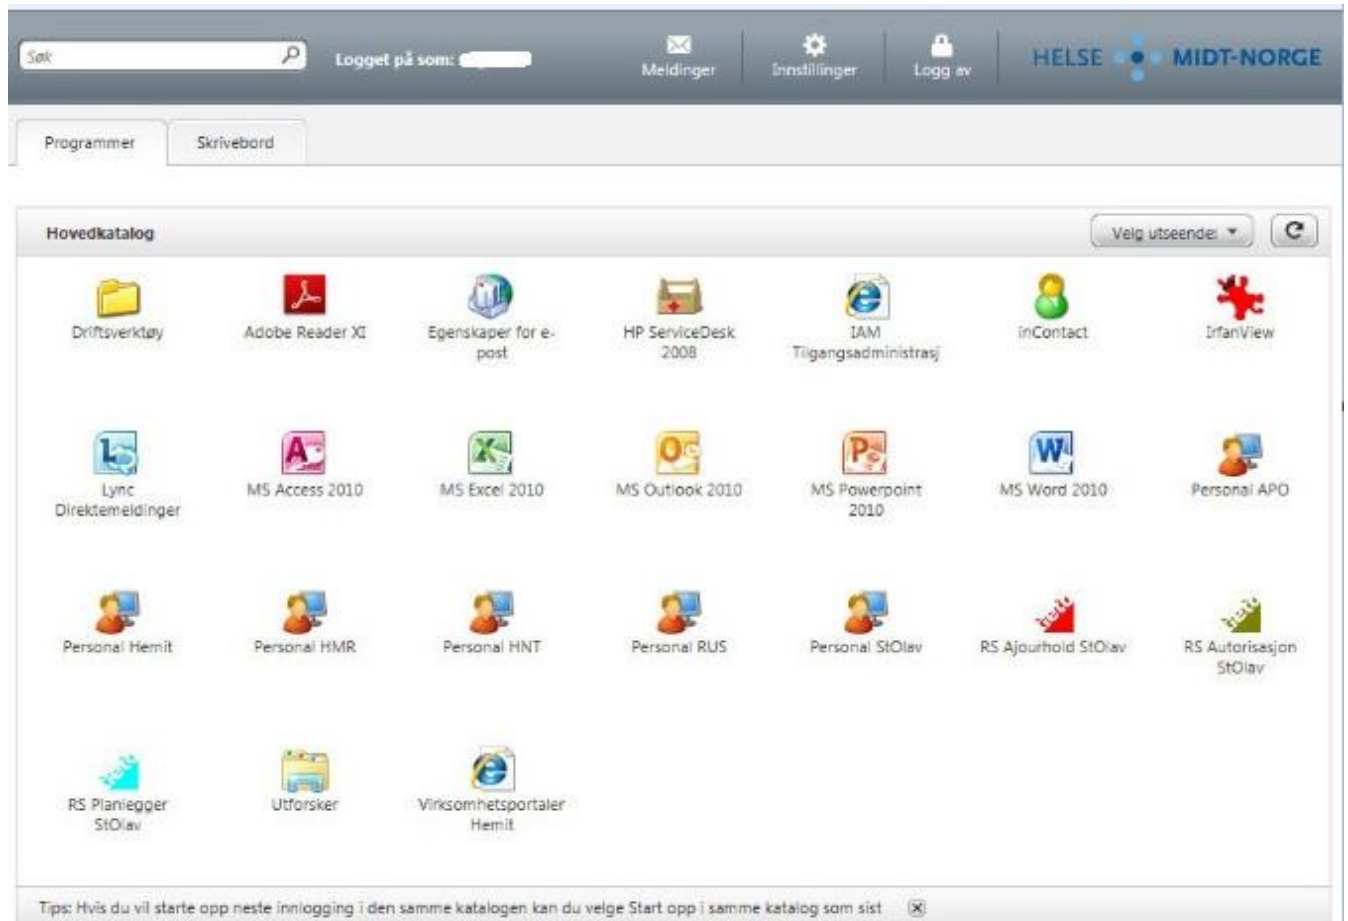 Søk
Logget på som:
Meldinger
Innstillinger
Logg av
HELSE MIDT-NORGE
Programmer
Skrivebord
Hovedkatalog
Velg utseende:
Driftsverktøy
Adobe Reader XI
Egenskaper for e-
post
HP ServiceDesk
2008
IAM
Tilgangsadministrasj
inContact
IrfanView
Lync
Direktemeldinger
MS Access 2010
MS Excel 2010
MS Outlook 2010
MS Powerpoint
2010
MS Word 2010
Personal APO
Personal Hemit
Personal HMR
Personal HNT
Personal RUS
Personal StOlav
RS Ajourhold StOlav
RS Autorisasjon
StOlav
RS Planlegger
StOlav
Utforsker
Virksomhetsportaler
Hemit
Tips: Hvis du vil starte opp neste innlogging i den samme katalogen kan du velge Start opp i samme katalog som sist